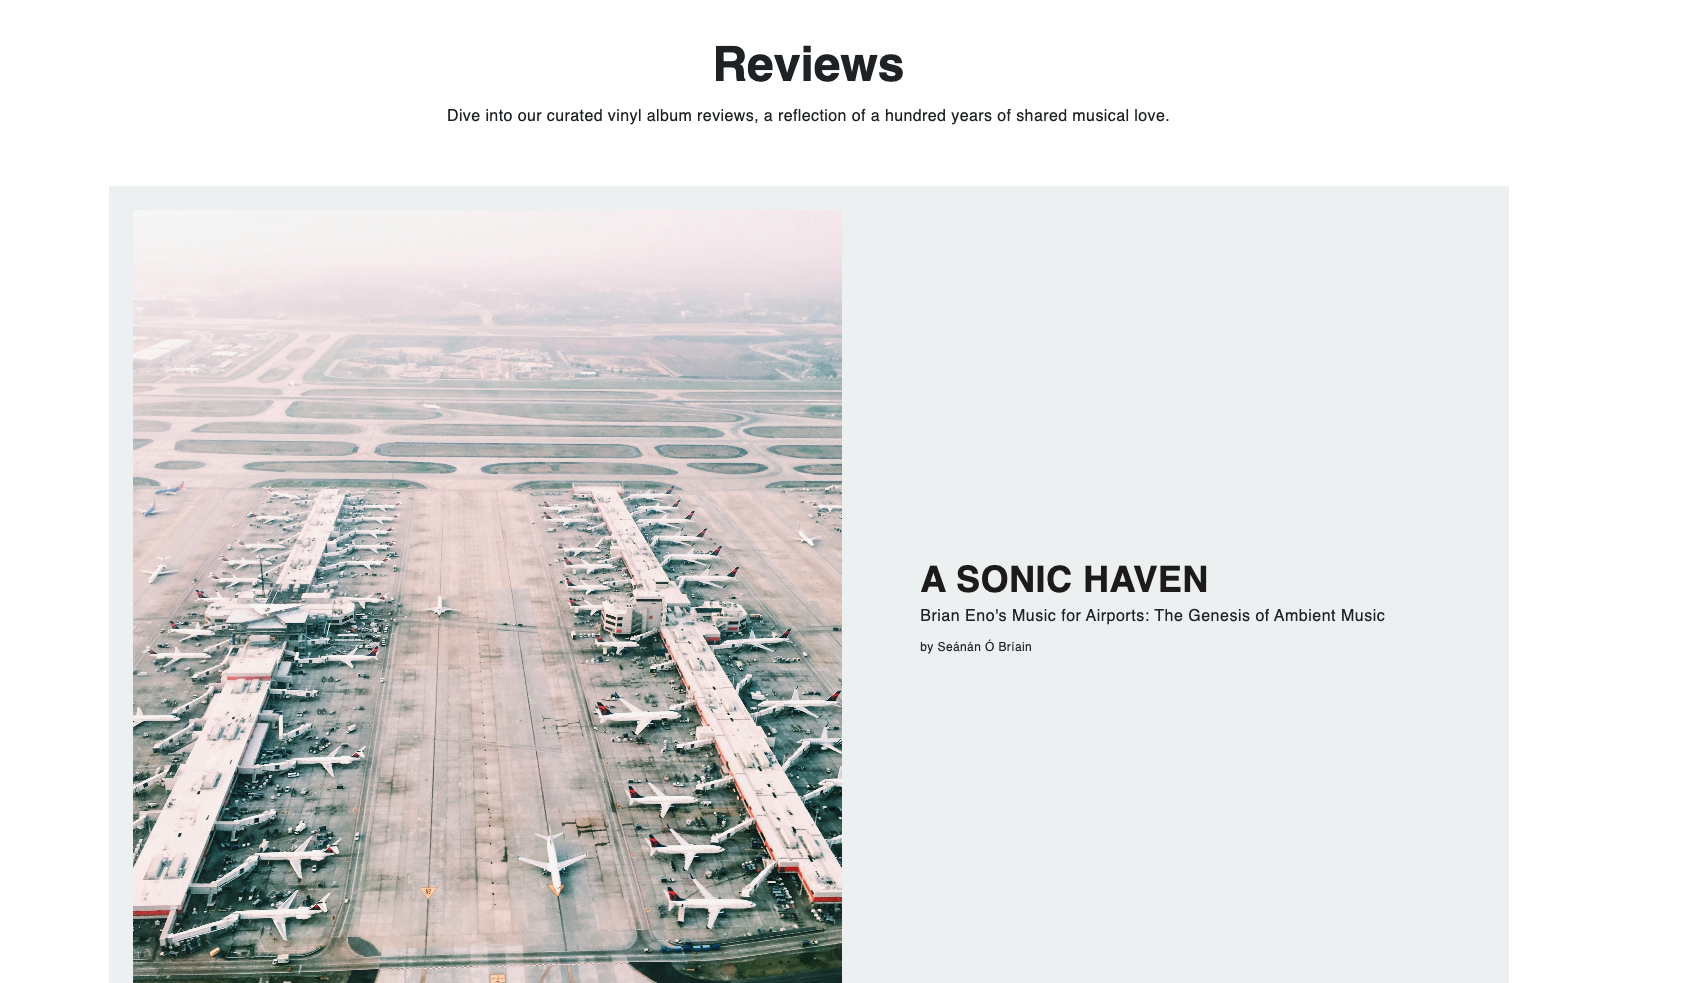 Reviews
Dive into our curated vinyl album reviews, a reflection of a hundred years of shared musical love.
A SONIC HAVEN
Brian Eno's Music for Airports: The Genesis of Ambient Music
by Seánán Ó Bríain